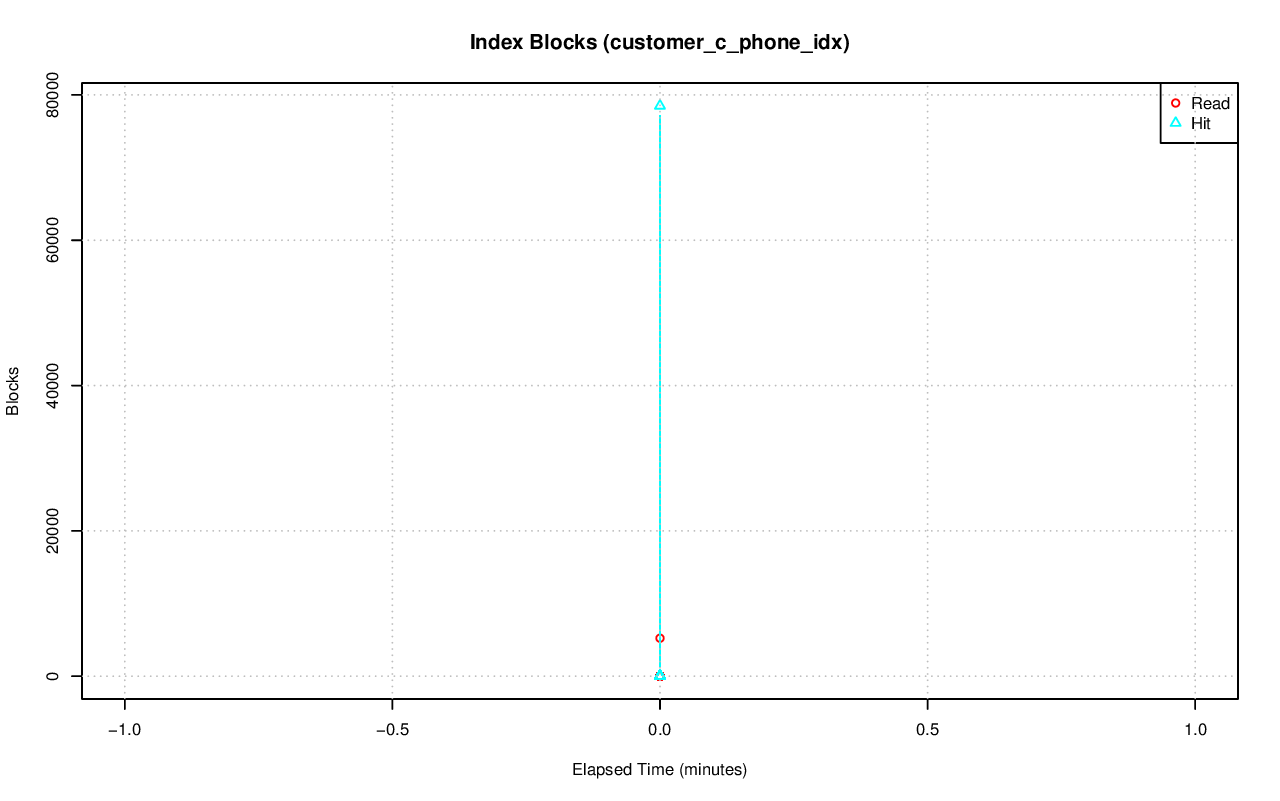 Index Blocks (customer_c_phone_idx)
Read
Hit
80000
60000
40000
20000
0
Blocks
−1.0
−0.5
0.0
0.5
1.0
Elapsed Time (minutes)